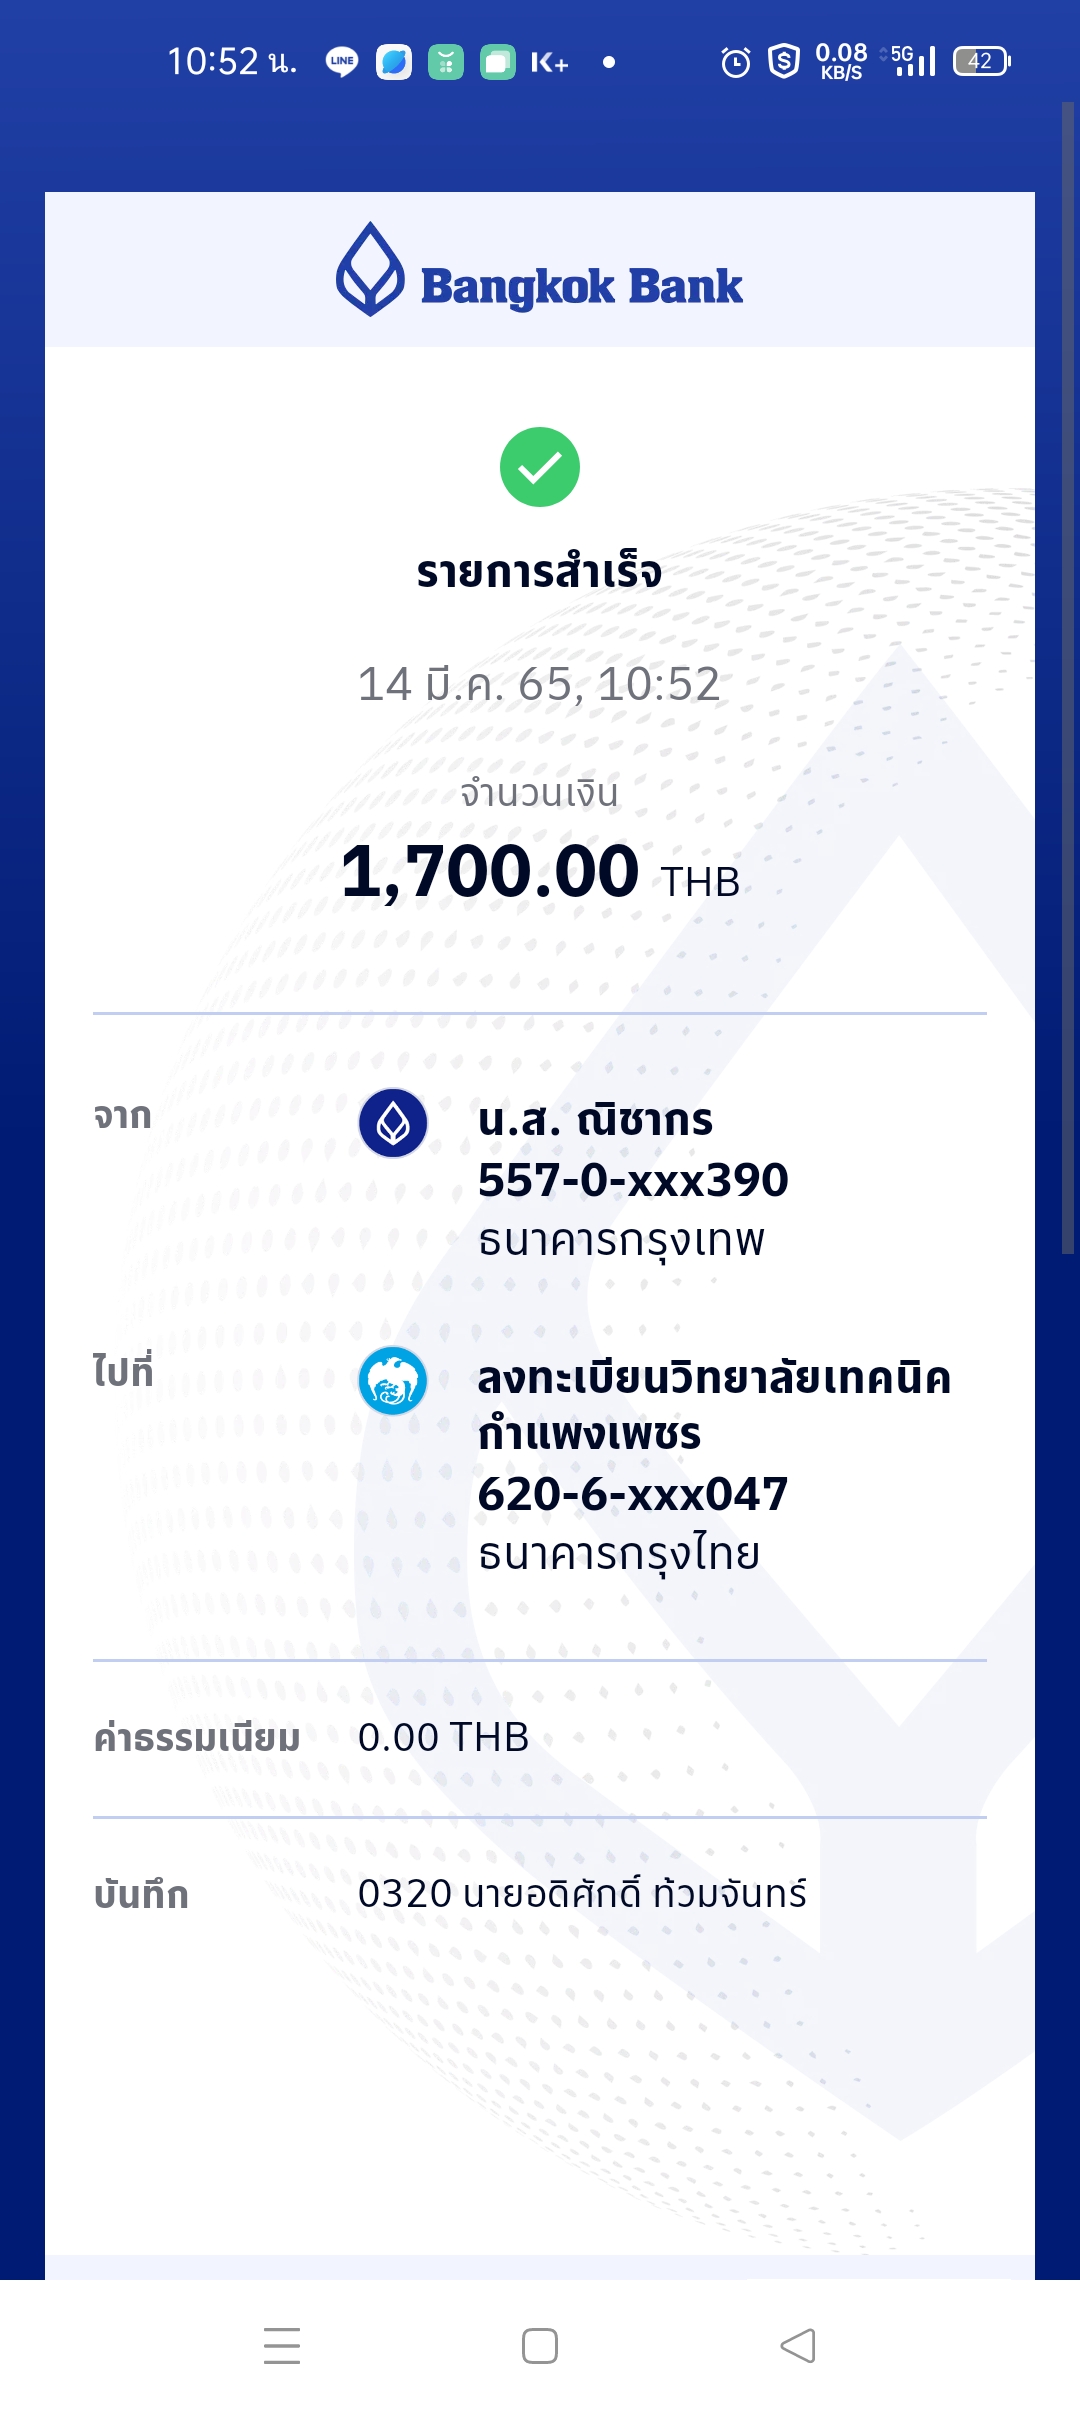 10:52 น.
LINE
K+
0.08
KB/S
5G
42
Bangkok Bank
รายการสำเร็จ
14 มี.ค. 65, 10:52
จำนวนเงิน
1,700.00 THB
จาก
น.ส. ณิชากร
557-0-xxx390
ธนาคารกรุงเทพ
ไปที่
ลงทะเบียนวิทยาลัยเทคนิค
กำแพงเพชร
620-6-xxx047
ธนาคารกรุงไทย
ค่าธรรมเนียม 0.00 THB
บันทึก 0320 นายอดิศักดิ์ ท้วมจันทร์